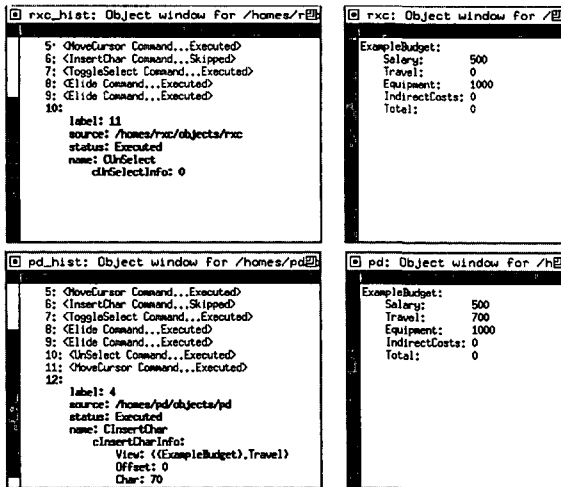 rxc_hist: Object window for /homes/r
5: <MoveCursor Command...Executed>
6: <InsertChar Command...Skipped>
7: <ToggleSelect Command...Executed>
8: <Elide Command...Executed>
9: <Elide Command...Executed>
10:
label: 11
source: /homes/rxc/objects/rxc
status: Executed
name: CUnSelect
cUnSelectInfo: 0
rxc: Object window for /
ExampleBudget:
Salary: 500
Travel: 0
Equipment: 1000
IndirectCosts: 0
Total: 0
pd_hist: Object window for /homes/pd
5: <MoveCursor Command...Executed>
6: <InsertChar Command...Skipped>
7: <ToggleSelect Command...Executed>
8: <Elide Command...Executed>
9: <Elide Command...Executed>
10: <UnSelect Command...Executed>
11: <MoveCursor Command...Executed>
12:
label: 4
source: /homes/pd/objects/pd
status: Executed
name: CInsertChar
cInsertCharInfo:
View: {{ExampleBudget},Travel}
Offset: 0
Char: 70
pd: Object window for /h
ExampleBudget:
Salary: 500
Travel: 700
Equipment: 1000
IndirectCosts: 0
Total: 0